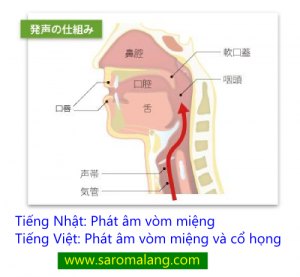 発声の仕組み
鼻腔
軟口蓋
口腔
咽頭
口唇
舌
声帯
気管
Tiếng Nhật: Phát âm vòm miệng
Tiếng Việt: Phát âm vòm miệng và cổ họng
www.saromalang.com